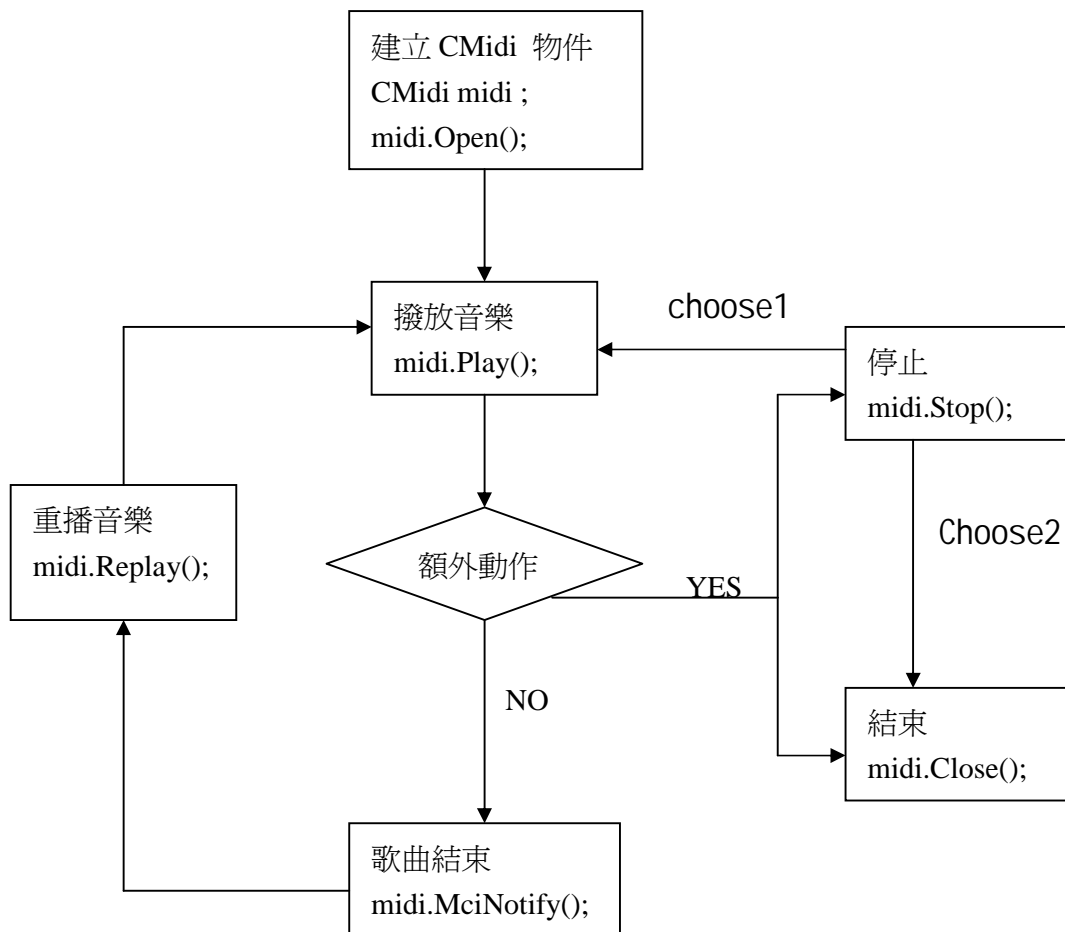 建立 CMidi 物件
CMidi midi ;
midi.Open();
撥放音樂
midi.Play();
choose1
停止
midi.Stop();
重播音樂
midi.Replay();
額外動作
YES
Choose2
NO
結束
midi.Close();
歌曲結束
midi.MciNotify();